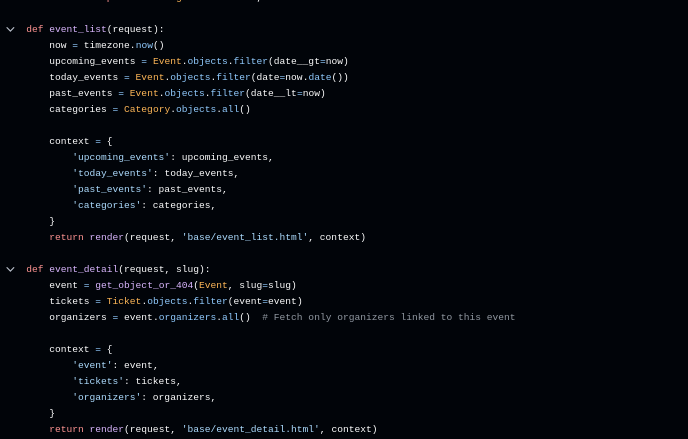 def event_list(request):
    now = timezone.now()
    upcoming_events = Event.objects.filter(date__gt=now)
    today_events = Event.objects.filter(date=now.date())
    past_events = Event.objects.filter(date__lt=now)
    categories = Category.objects.all()

    context = {
        'upcoming_events': upcoming_events,
        'today_events': today_events,
        'past_events': past_events,
        'categories': categories,
    }
    return render(request, 'base/event_list.html', context)

def event_detail(request, slug):
    event = get_object_or_404(Event, slug=slug)
    tickets = Ticket.objects.filter(event=event)
    organizers = event.organizers.all()  # Fetch only organizers linked to this event

    context = {
        'event': event,
        'tickets': tickets,
        'organizers': organizers,
    }
    return render(request, 'base/event_detail.html', context)